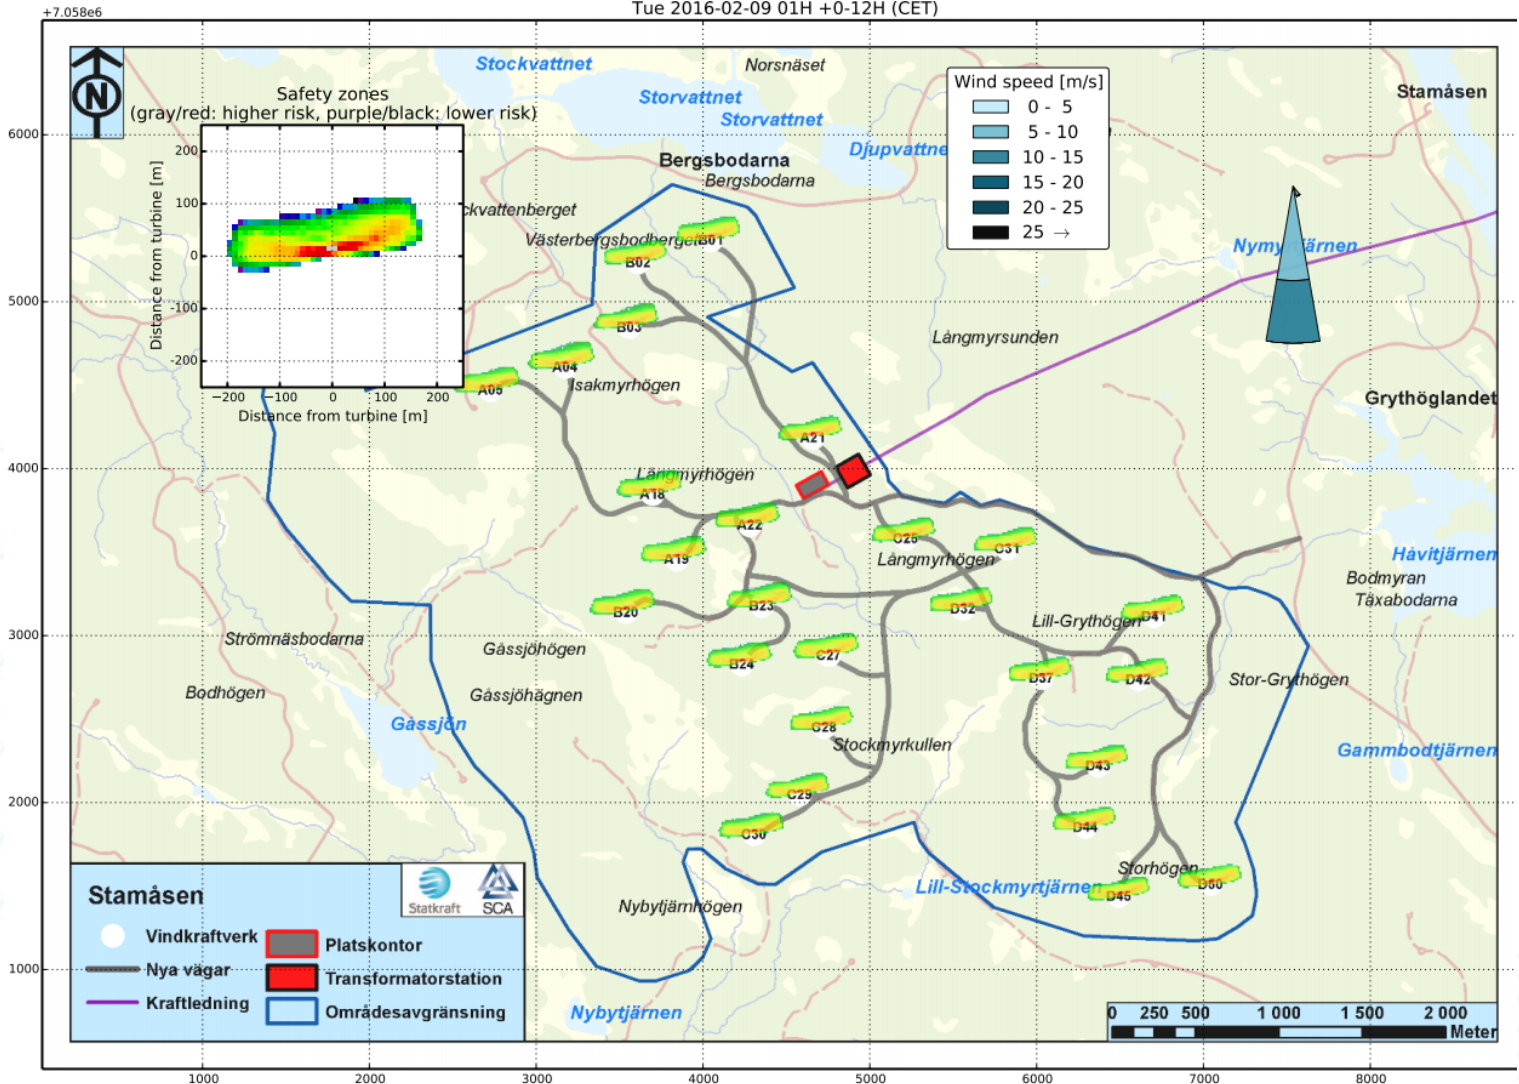 Tue 2016-02-09 01H +0-12H (CET)
+7.058e6
N
Safety zones
(gray/red: higher risk, purple/black: lower risk)
Distance from turbine [m]
200
100
0
-100
-200
−200 −100 0 100 200
Distance from turbine [m]
Wind speed [m/s]
0 - 5
5 - 10
10 - 15
15 - 20
20 - 25
25 →
Stockvattnet
Norsnäset
Storvattnet
Storvattnet
Djupvattne
Stamåsen
Bergsbodarna
Bergsbodarna
ckvattenberget
Västerbergsbodberget
B01
B02
Nymyrtjärnen
B03
Långmyrsunden
A04
A05
Isakmyrhögen
Grythöglandet
A21
Långmyrhögen
A18
A22
C25
C31
A19
Långmyrhögen
Håvitjärnen
Bodmyran
Täxabodarna
B20
B23
D32
D41
Lill-Grythögen
Strömnäsbodarna
Gåssjöhögen
B24
C27
D37
D42
Stor-Grythögen
Bodhögen
Gåssjöhägnen
Gåssjön
C28
Stockmyrkullen
D43
Gammbodtjärnen
C29
C30
D44
Storhögen
Lill-Stockmyrtjärnen
D45
D50
Nybytjärnhögen
Nybytjärnen
Stamåsen
Statkraft
SCA
Vindkraftverk
Nya vägar
Kraftledning
Platskontor
Transformatorstation
Områdesavgränsning
0 250 500 1 000 1 500 2 000
Meter
6000
5000
4000
3000
2000
1000
1000 2000 3000 4000 5000 6000 7000 8000